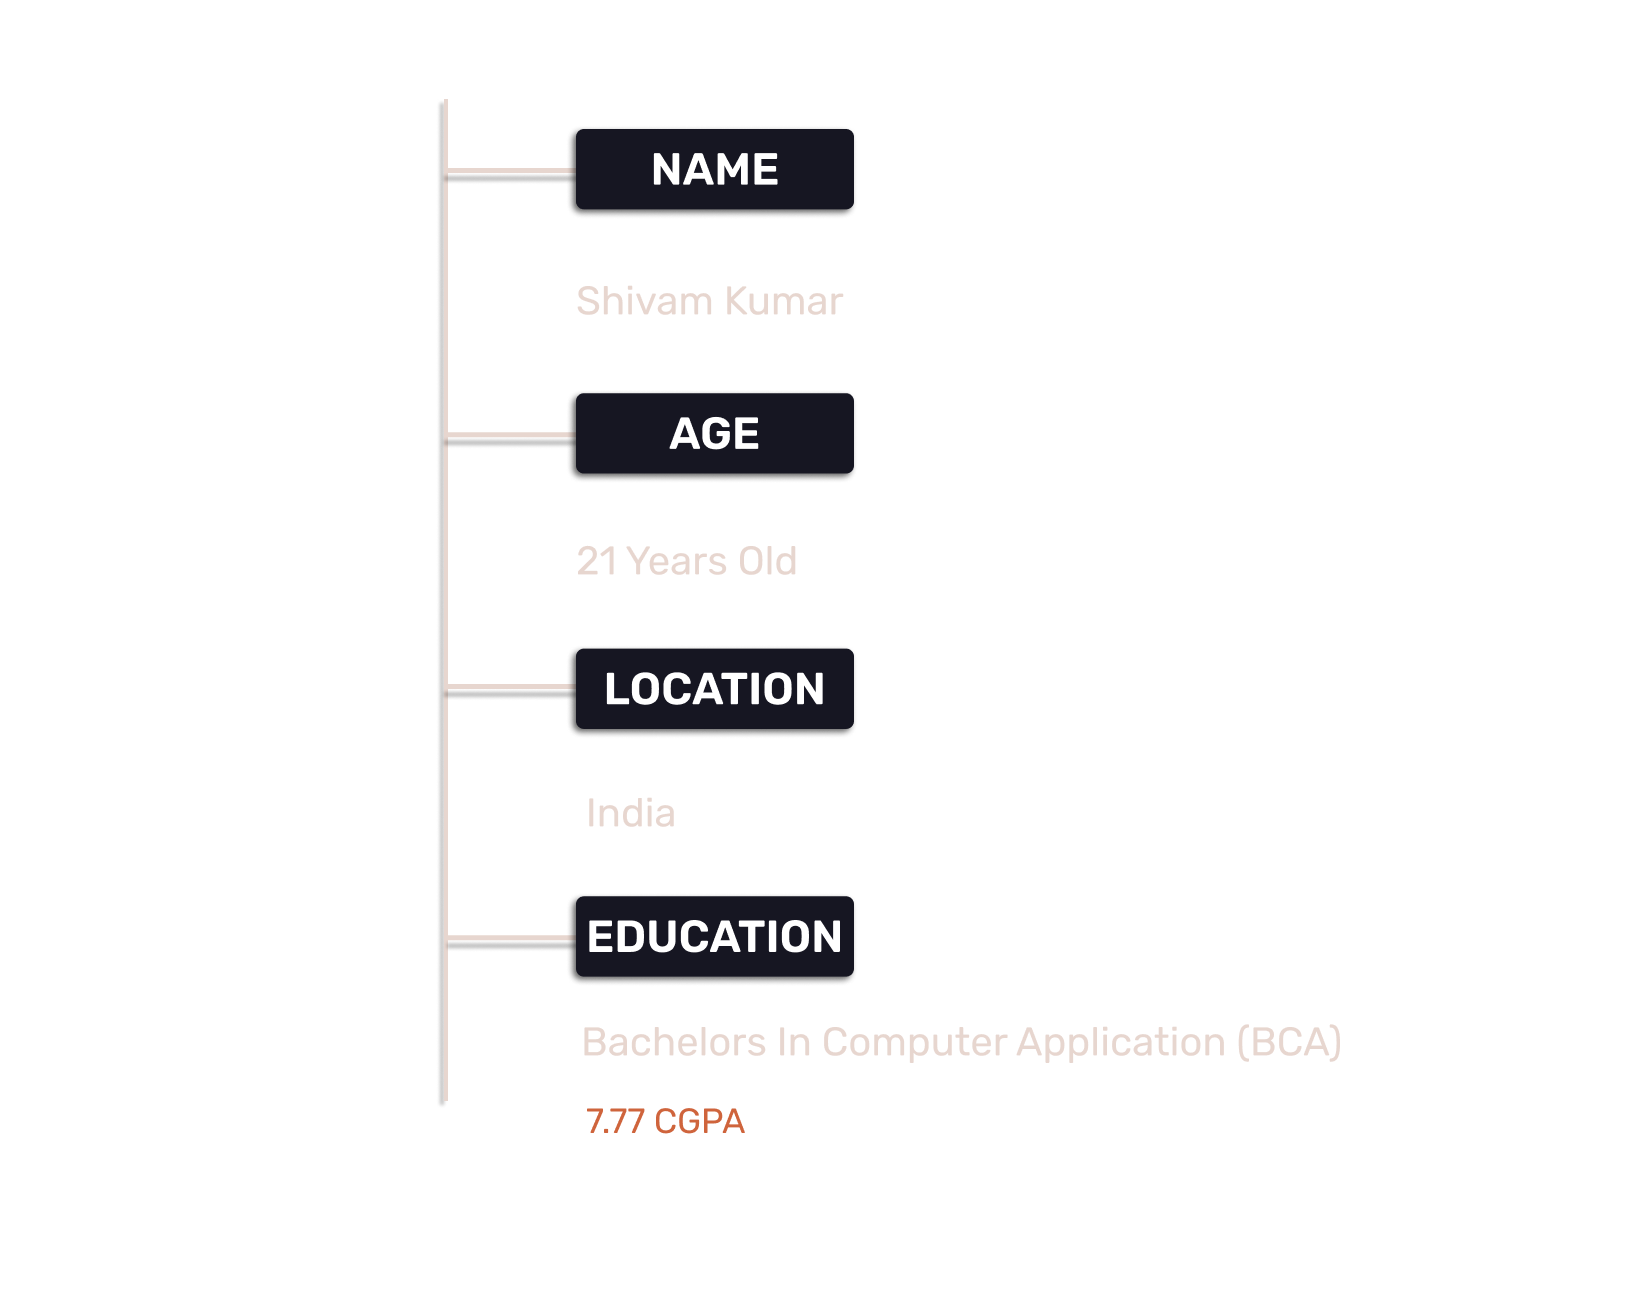 NAME
Shivam Kumar
AGE
21 Years Old
LOCATION
India
EDUCATION
Bachelors In Computer Application (BCA)
7.77 CGPA